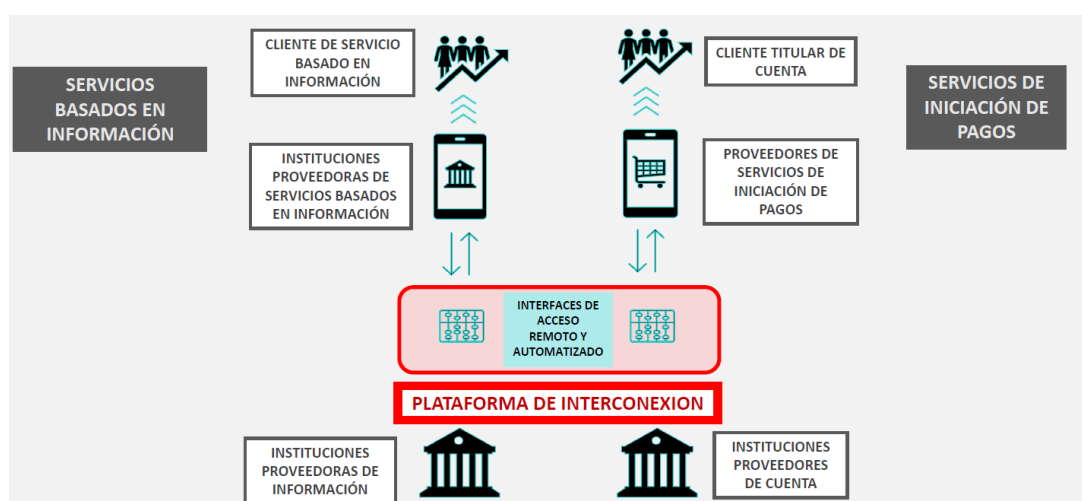 SERVICIOS
BASADOS EN
INFORMACIÓN
CLIENTE DE SERVICIO
BASADO EN
INFORMACIÓN
CLIENTE TITULAR DE
CUENTA
SERVICIOS DE
INICIACIÓN DE
PAGOS
INSTITUCIONES
PROVEEDORAS DE
SERVICIOS BASADOS
EN INFORMACIÓN
PROVEEDORES DE
SERVICIOS DE
INICIACIÓN DE
PAGOS
INTERFACES DE
ACCESO
REMOTO Y
AUTOMATIZADO
PLATAFORMA DE INTERCONEXION
INSTITUCIONES
PROVEEDORAS DE
INFORMACIÓN
INSTITUCIONES
PROVEEDORES
DE CUENTA